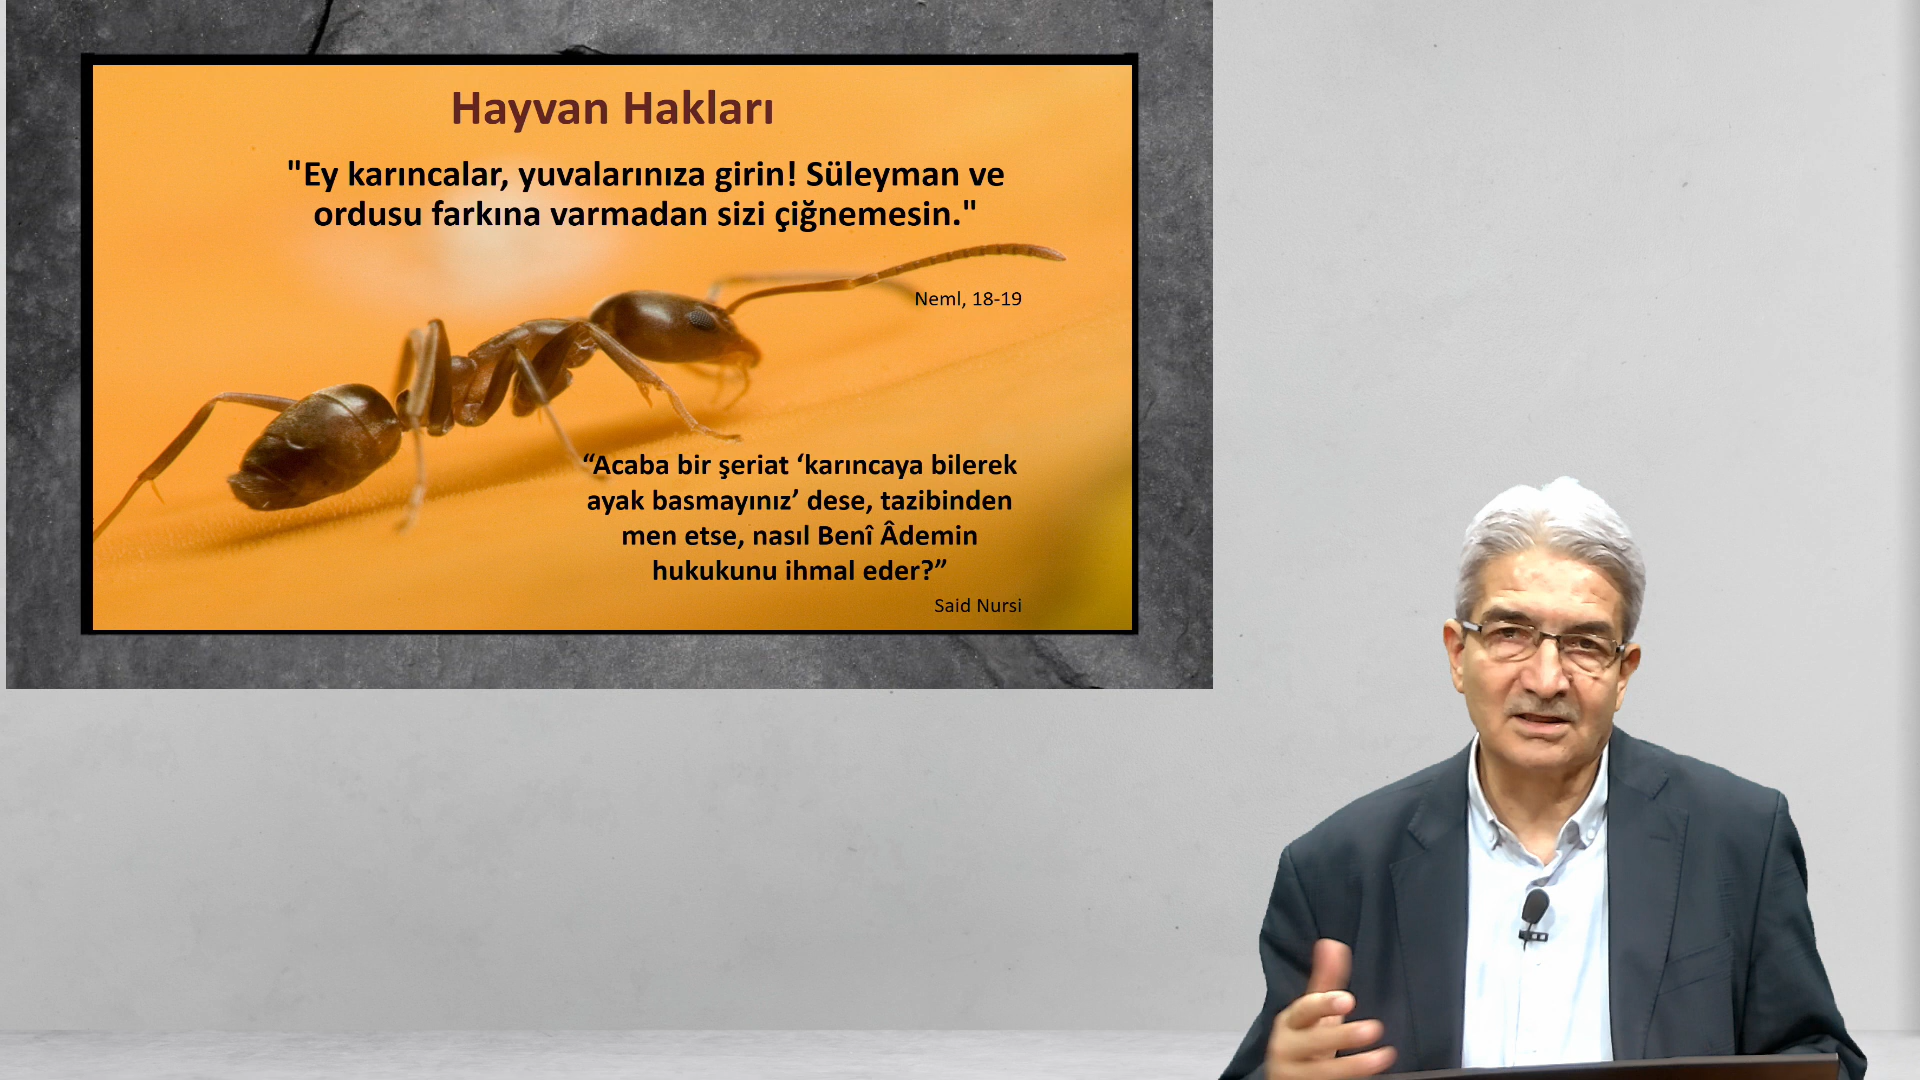 Hayvan Hakları
"Ey karıncalar, yuvalarınıza girin! Süleyman ve
ordusu farkına varmadan sizi çiğnemesin."
Neml, 18-19
“Acaba bir şeriat ‘karıncaya bilerek
ayak basmayınız’ dese, tazibinden
men etse, nasıl Benî Âdemin
hukukunu ihmal eder?”
Said Nursi